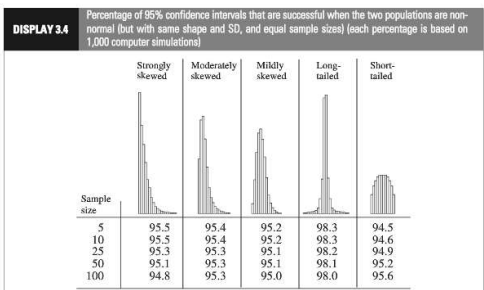 DISPLAY 3.4
Percentage of 95% confidence intervals that are successful when the two populations are non-
normal (but with same shape and SD, and equal sample sizes) (each percentage is based on
1,000 computer simulations)
Strongly Moderately Mildly Long- Short-
skewed skewed skewed tailed tailed
Sample
size
5 95.5 95.4 95.2 98.3 94.5
10 95.5 95.4 95.2 98.3 94.6
25 95.3 95.3 95.1 98.2 94.9
50 95.1 95.3 95.1 98.1 95.2
100 94.8 95.3 95.0 98.0 95.6